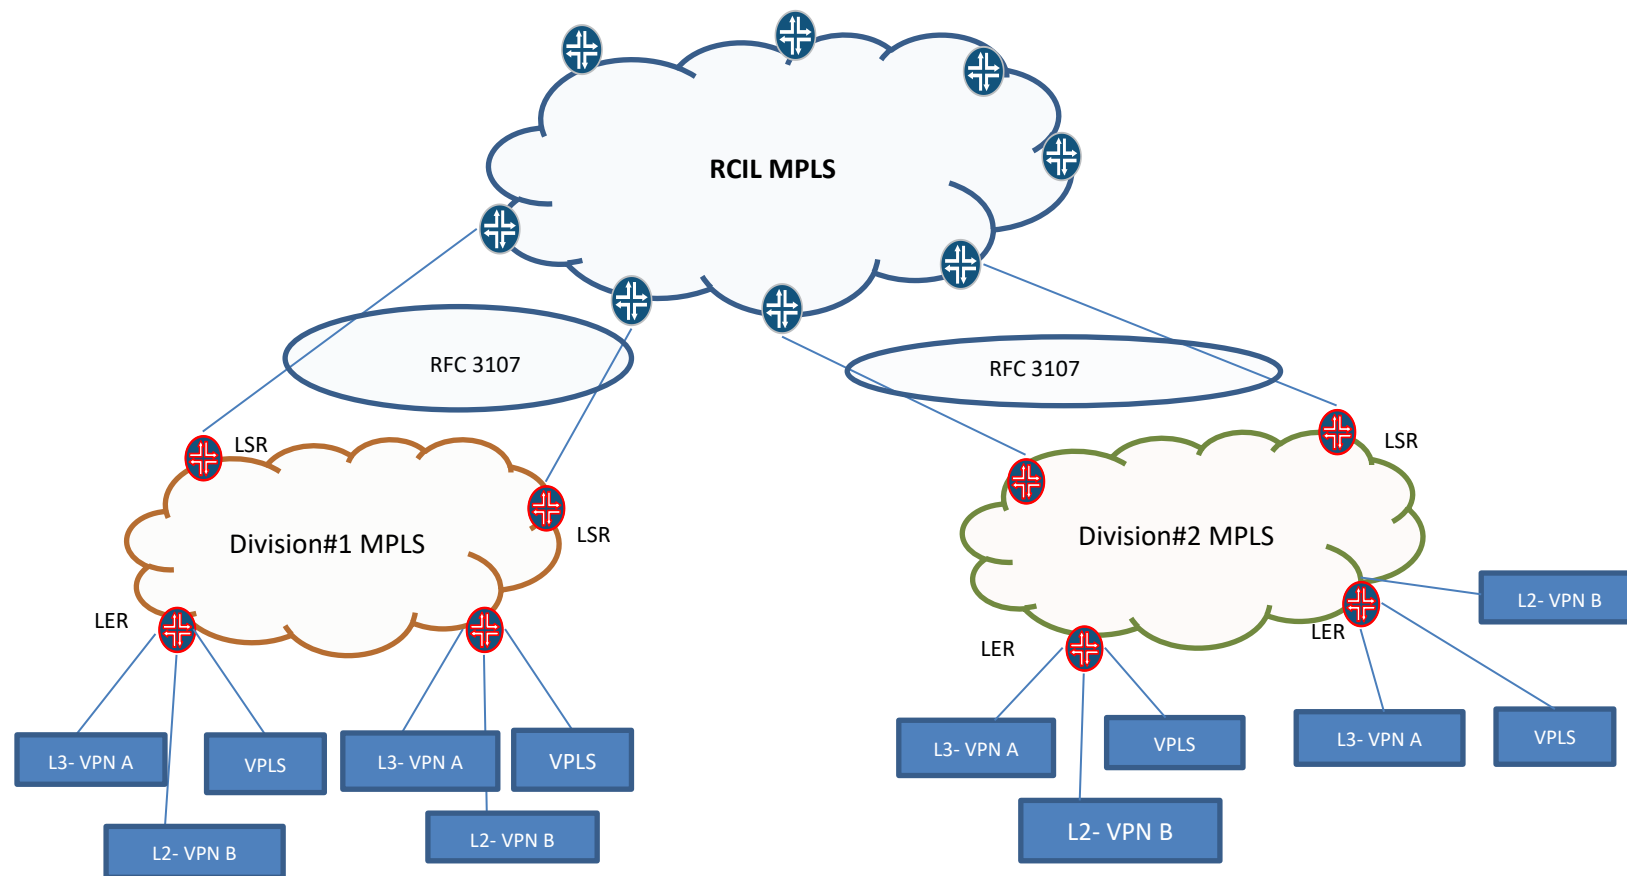 RCIL MPLS
RFC 3107
RFC 3107
LSR
LSR
LSR
Division#1 MPLS
Division#2 MPLS
LER
LER
LER
L2- VPN B
L3- VPN A
VPLS
L3- VPN A
VPLS
L3- VPN A
VPLS
L3- VPN A
VPLS
L2- VPN B
L2- VPN B
L2- VPN B